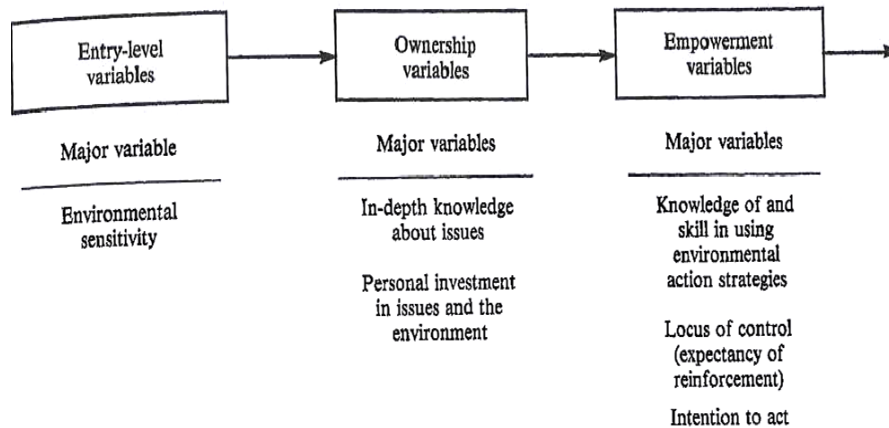 Entry-level
variables
Ownership
variables
Empowerment
variables
Major variable
Environmental
sensitivity
Major variables
In-depth knowledge
about issues
Personal investment
in issues and the
environment
Major variables
Knowledge of and
skill in using
environmental
action strategies
Locus of control
(expectancy of
reinforcement)
Intention to act